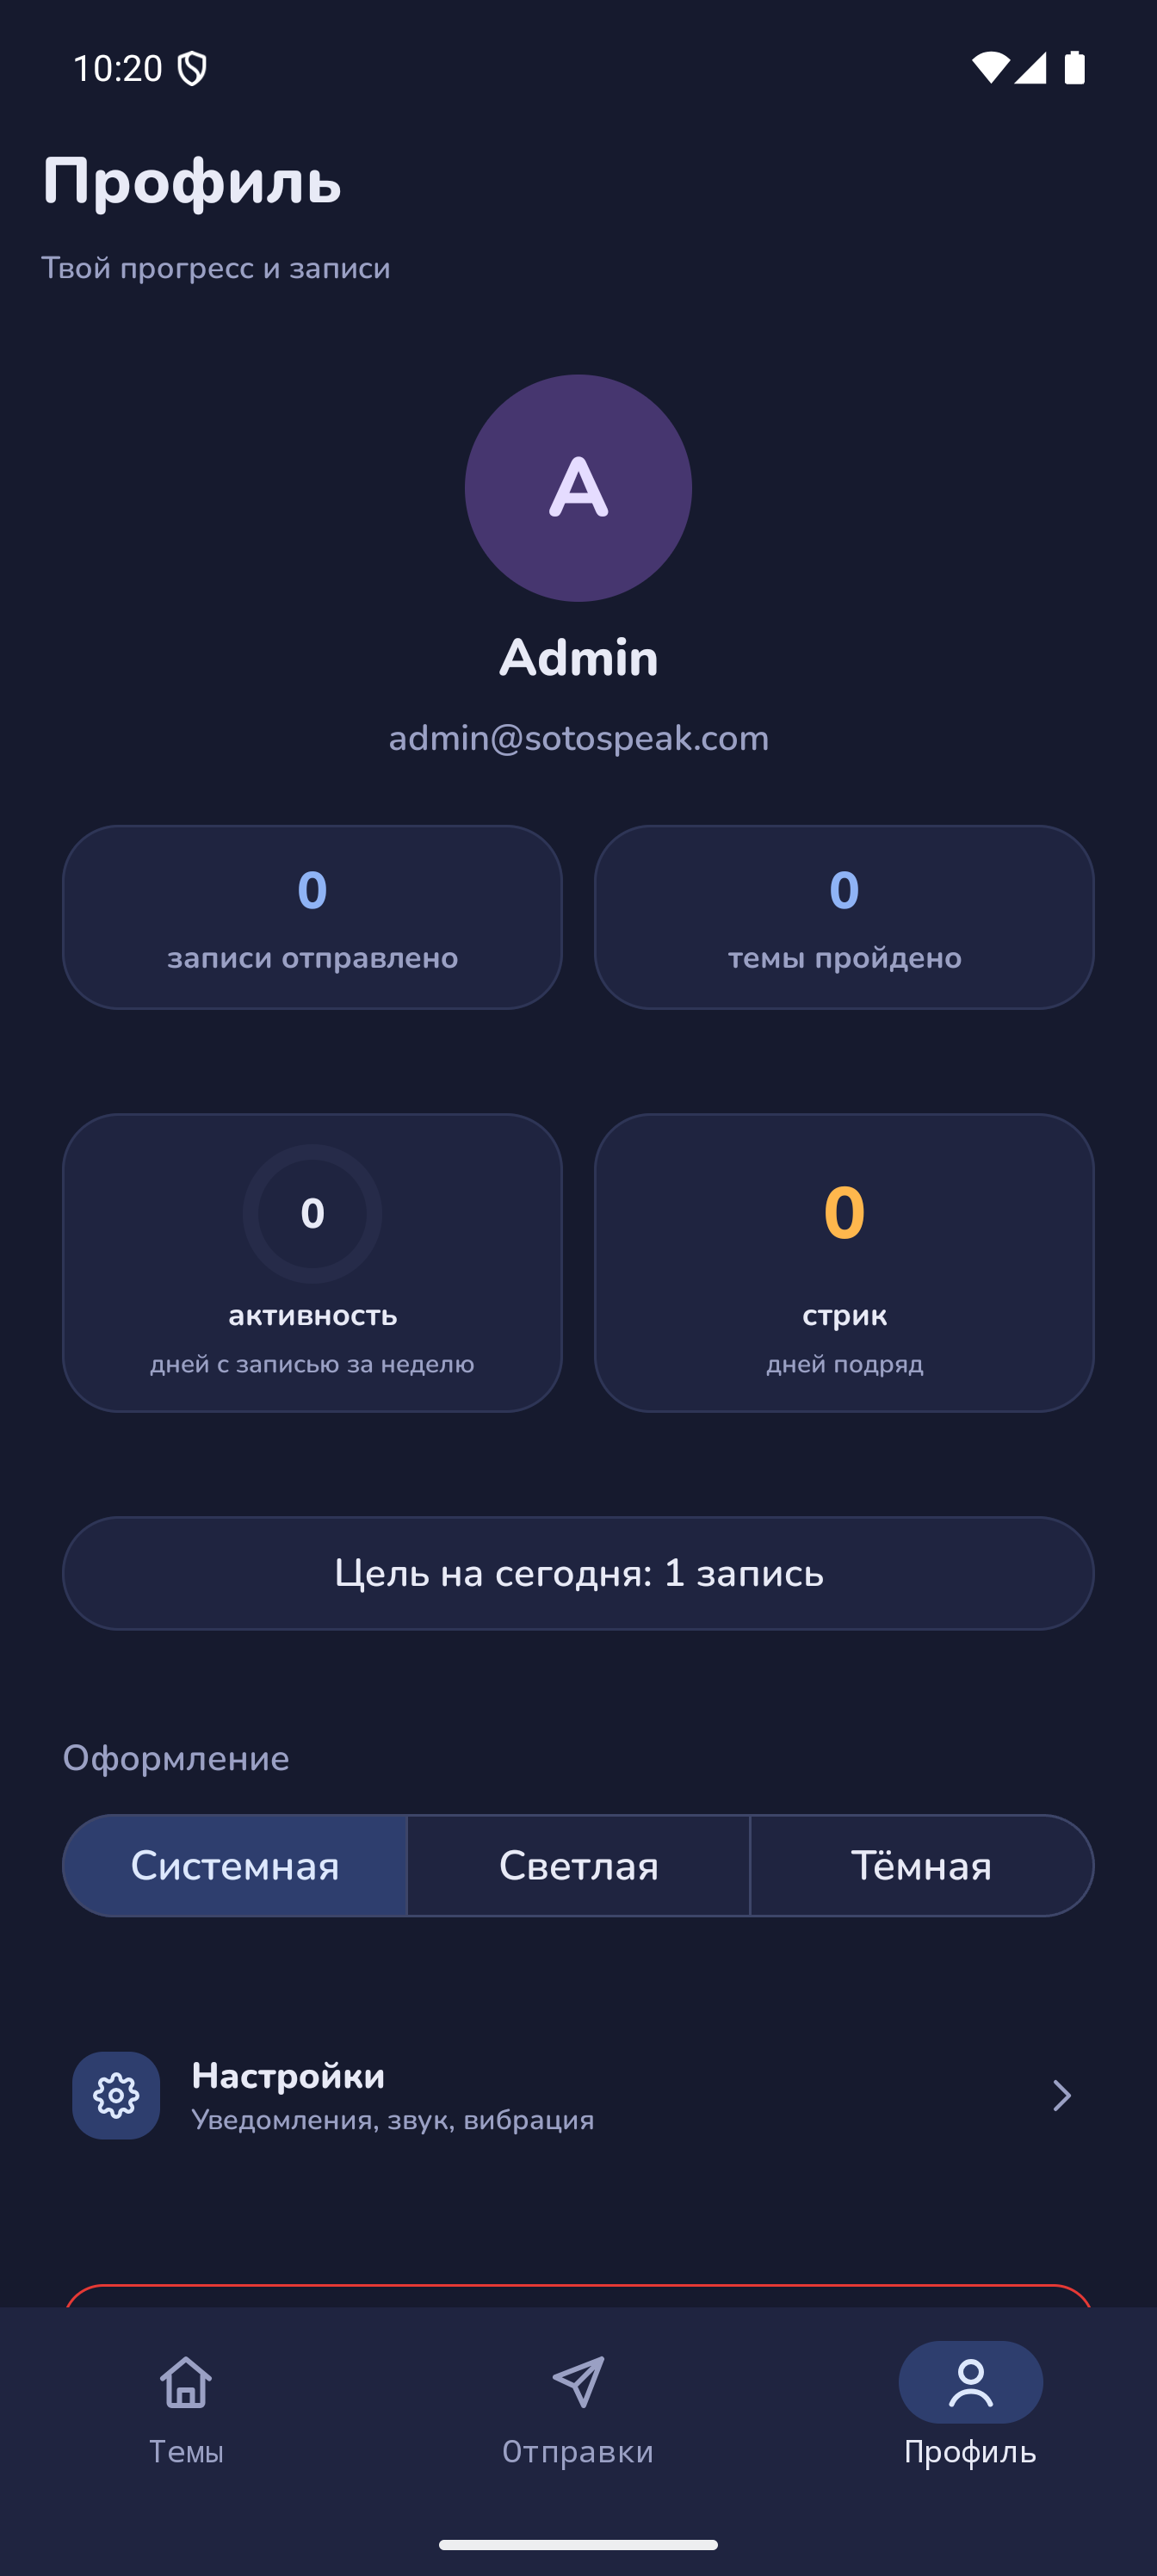 10:20
Профиль
Твой прогресс и записи
A
Admin
admin@sotospeak.com
0
записи отправлено
0
темы пройдено
0
активность
дней с записью за неделю
0
стрик
дней подряд
Цель на сегодня: 1 запись
Оформление
Системная
Светлая
Тёмная
Настройки
Уведомления, звук, вибрация
Темы
Отправки
Профиль